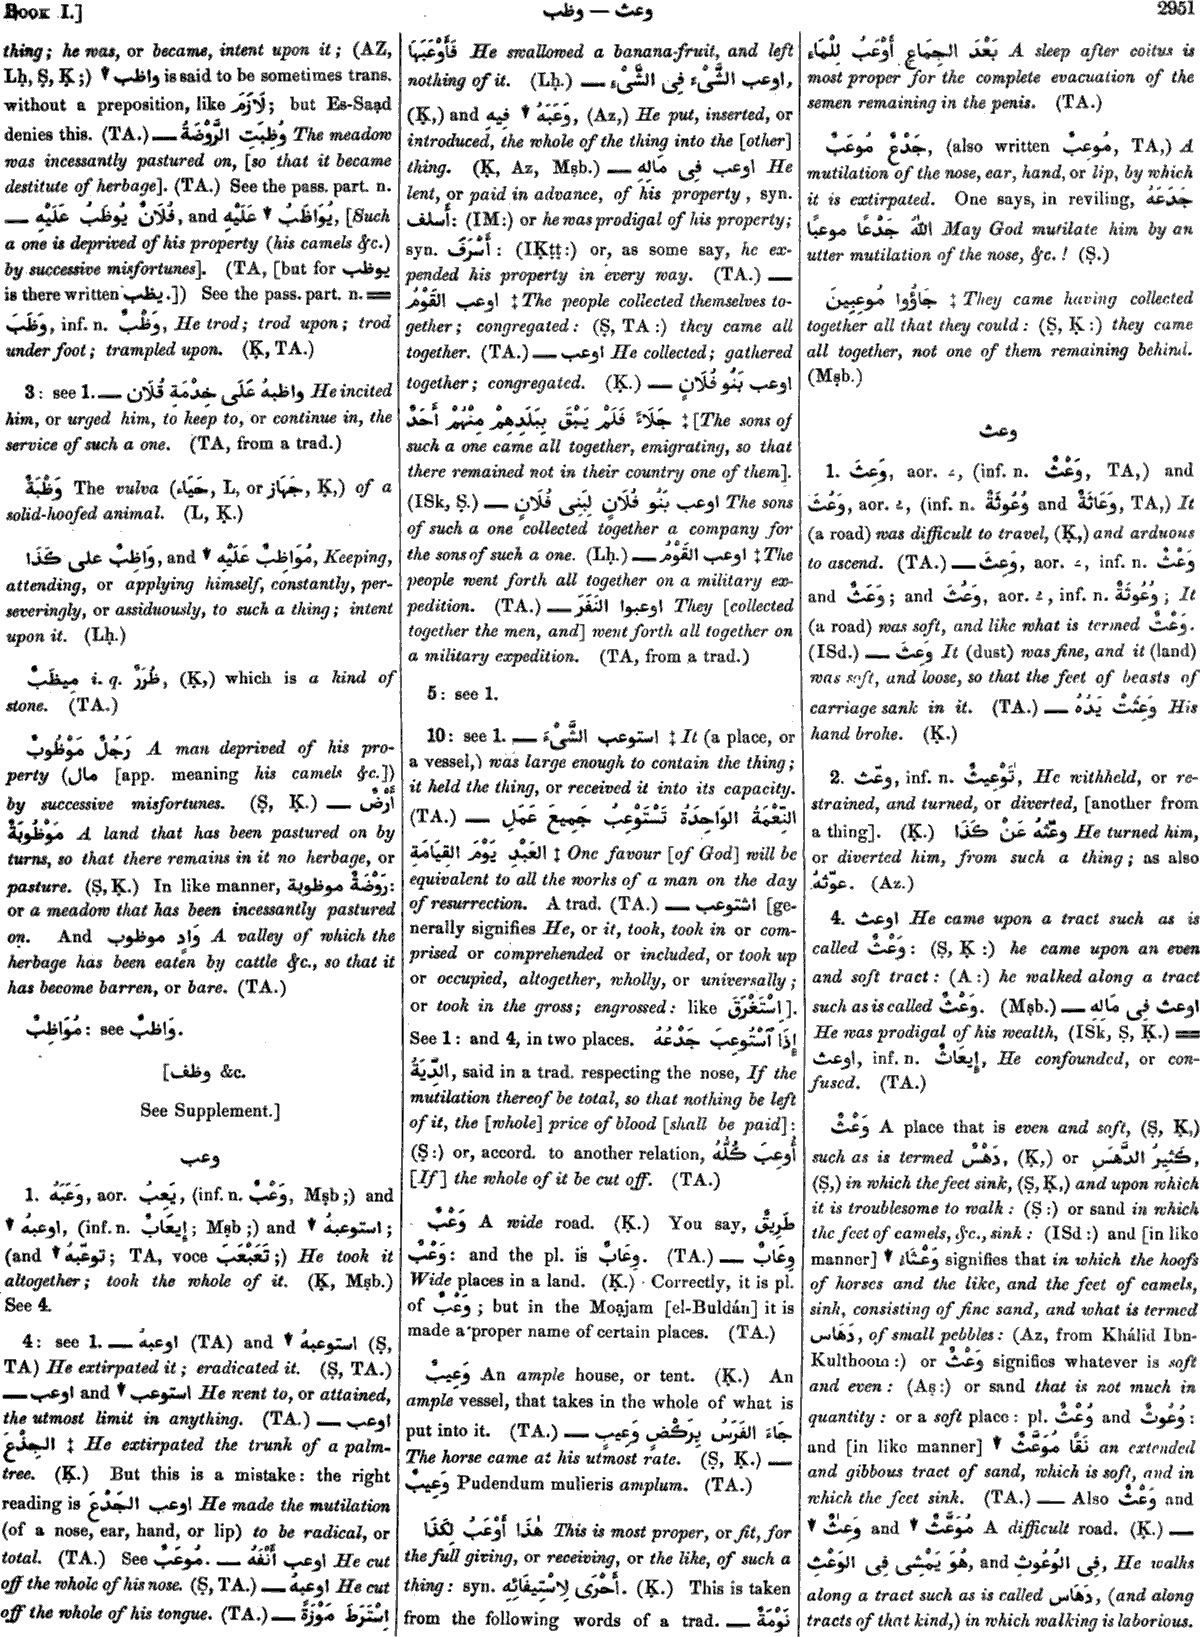 Book I.]
وعث — وظب
2951
thing; he was, or became, intent upon it; (AZ,
Lḥ, Ṣ, Ḳ;) ▼ واظب is said to be sometimes trans.
without a preposition, like لَازَمَ; but Es-Saạd
denies this. (TA.) — وُظِبَتِ الرَّوْضَةُ The meadow
was incessantly pastured on, [so that it became
destitute of herbage]. (TA.) See the pass. part. n.
— فُلَانٌ يُوظَبُ عَلَيْهِ, and ▼ يُوَاظَبُ عَلَيْهِ, [Such
a one is deprived of his property (his camels &c.)
by successive misfortunes]. (TA, [but for يوظب
is there written يظب.]) See the pass. part. n. ═
وَظَبَ, inf. n. وَظْبٌ, He trod; trod upon; trod
under foot; trampled upon. (Ḳ, TA.)
3: see 1. — واظبهُ عَلَى خِدْمَةِ فُلَان He incited
him, or urged him, to keep to, or continue in, the
service of such a one. (TA, from a trad.)
وَظْبَةٌ The vulva (حَيَاء, L, or جَهَاز, Ḳ,) of a
solid-hoofed animal. (L, Ḳ.)
وَاظِبٌ على كَذَا, and ▼ مُوَاظِبٌ عَلَيْهِ, Keeping,
attending, or applying himself, constantly, per-
severingly, or assiduously, to such a thing; intent
upon it. (Lḥ.)
مِيظَبٌ i. q. ظُرَرٌ, (Ḳ,) which is a kind of
stone. (TA.)
رَجُلٌ مَوْظُوبٌ A man deprived of his pro-
perty (مال [app. meaning his camels &c.])
by successive misfortunes. (Ṣ, Ḳ.) — أَرْضٌ
مَوْظُوبَةٌ A land that has been pastured on by
turns, so that there remains in it no herbage, or
pasture. (Ṣ, Ḳ.) In like manner, رَوْضَةٌ موظوبة:
or a meadow that has been incessantly pastured
on. And وَادٍ موظوب A valley of which the
herbage has been eaten by cattle &c., so that it
has become barren, or bare. (TA.)
مُوَاظِبٌ: see وَاظِبٌ.
[وظف &c.
See Supplement.]
وعب
1. وَعَبَهُ, aor. يَعِبُ, (inf. n. وَعْبٌ, Mṣb;) and
▼ اوعبهُ, (inf. n. إِيعَابٌ; Mṣb;) and ▼ استوعبهُ;
(and ▼ توعّبهُ; TA, voce تَعَبْعَبَ;) He took it
altogether; took the whole of it. (Ḳ, Mṣb.)
See 4.
4: see 1. — اوعبهُ (TA) and ▼ استوعبهُ (Ṣ,
TA) He extirpated it; eradicated it. (Ṣ, TA.)
— اوعب and ▼ استوعب He went to, or attained,
the utmost limit in anything. (TA.) — اوعب
الجِذْعَ ‡ He extirpated the trunk of a palm-
tree. (Ḳ.) But this is a mistake: the right
reading is اوعب الجَدْعَ He made the mutilation
(of a nose, ear, hand, or lip) to be radical, or
total. (TA.) See مُوعَبٌ. — اوعب أَنْفَهُ He cut
off the whole of his nose. (Ṣ, TA.) — اوعبهُ He cut
off the whole of his tongue. (TA.) — اِسْتَرَطَ مَوْزَةً
فَأَوْعَبَهَا He swallowed a banana-fruit, and left
nothing of it. (Lḥ.) — اوعب الشَّىْءَ فِى الشَّىْءِ,
(Ḳ,) and ▼ وَعَبَهُ فِيهِ, (Az,) He put, inserted, or
introduced, the whole of the thing into the [other]
thing. (Ḳ, Az, Mṣb.) — اوعب فِى مَالِهِ He
lent, or paid in advance, of his property, syn.
أسلف: (IM:) or he was prodigal of his property;
syn. أَسْرَفَ: (IḲṭṭ:) or, as some say, he ex-
pended his property in every way. (TA.) —
اوعب القَوْمُ ‡ The people collected themselves to-
gether; congregated: (Ṣ, TA:) they came all
together. (TA.) — اوعب He collected; gathered
together; congregated. (Ḳ.) — اوعب بَنُو فُلَانٍ
جَلَاءً فَلَمْ يَبْقَ بِبَلَدِهِمْ مِنْهُمْ أَحَدٌ ‡ [The sons of
such a one came all together, emigrating, so that
there remained not in their country one of them].
(ISk, Ṣ.) — اوعب بَنُو فُلَانٍ لِبَنِى فُلَانٍ The sons
of such a one collected together a company for
the sons of such a one. (Lḥ.) — اوعب القَوْمُ ‡ The
people went forth all together on a military ex-
pedition. (TA.) — اوعبوا النَفَرَ They [collected
together the men, and] went forth all together on
a military expedition. (TA, from a trad.)
5: see 1.
10: see 1. — استوعب الشَّىْءَ ‡ It (a place, or
a vessel,) was large enough to contain the thing;
it held the thing, or received it into its capacity.
(TA.) — النِّعْمَةُ الوَاحِدَةُ تَسْتَوْعِبُ جَمِيعَ عَمَلِ
العَبْدِ يَوْمَ القِيَامَةِ ‡ One favour [of God] will be
equivalent to all the works of a man on the day
of resurrection. A trad. (TA.) — استوعب [ge-
nerally signifies He, or it, took, took in or com-
prised or comprehended or included, or took up
or occupied, altogether, wholly, or universally;
or took in the gross; engrossed: like اِسْتَغْرَقَ].
See 1: and 4, in two places. إِذَا ٱسْتُوعِبَ جَدْعُهُ
الدِّيَةُ, said in a trad. respecting the nose, If the
mutilation thereof be total, so that nothing be left
of it, the [whole] price of blood [shall be paid]:
(Ṣ:) or, accord. to another relation, أُوعِبَ كُلُّهُ
[If] the whole of it be cut off. (TA.)
وَعْبٌ A wide road. (Ḳ.) You say, طَرِيقٌ
وَعْبٌ: and the pl. is وِعَابٌ. (TA.) — وِعَابٌ
Wide places in a land. (Ḳ.) Correctly, it is pl.
of وَعْبٌ; but in the Moạjam [el-Buldán] it is
made a proper name of certain places. (TA.)
وَعِيبٌ An ample house, or tent. (Ḳ.) An
ample vessel, that takes in the whole of what is
put into it. (TA.) — جَاءَ الفَرَسُ بِرَكْضٍ وَعِيبٍ
The horse came at his utmost rate. (Ṣ, Ḳ.) —
وَعِيبٌ Pudendum mulieris amplum. (TA.)
هٰذَا أَوْعَبُ لِكَذَا This is most proper, or fit, for
the full giving, or receiving, or the like, of such a
thing: syn. أَحْرَى لِاسْتِيفَائِهِ. (Ḳ.) This is taken
from the following words of a trad. — نَوْمَةٌ
بَعْدَ الجِمَاعِ أَوْعَبُ لِلْمَاءِ A sleep after coitus is
most proper for the complete evacuation of the
semen remaining in the penis. (TA.)
جَدْعٌ مُوعَبٌ, (also written مُوعِبٌ, TA,) A
mutilation of the nose, ear, hand, or lip, by which
it is extirpated. One says, in reviling, جَدَعَهُ
اللّٰهُ جَدْعًا موعبًا May God mutilate him by an
utter mutilation of the nose, &c.! (Ṣ.)
جَاؤُوا مُوعِبِينَ ‡ They came having collected
together all that they could: (Ṣ, Ḳ:) they came
all together, not one of them remaining behind.
(Mṣb.)
وعث
1. وَعِثَ, aor. ـَ, (inf. n. وَعْثٌ, TA,) and
وَعُثَ, aor. ـُ, (inf. n. وُعُوثَةٌ and وَعَاثَةٌ, TA,) It
(a road) was difficult to travel, (Ḳ,) and arduous
to ascend. (TA.) — وَعِثَ, aor. ـَ, inf. n. وَعْثٌ
and وَعَثٌ; and وَعُثَ, aor. ـُ, inf. n. وُعُوثَةٌ; It
(a road) was soft, and like what is termed وَعْثٌ.
(ISd.) — وَعِثَ It (dust) was fine, and it (land)
was soft, and loose, so that the feet of beasts of
carriage sank in it. (TA.) — وَعِثَتْ يَدُهُ His
hand broke. (Ḳ.)
2. وعّث, inf. n. تَوْعِيثٌ, He withheld, or re-
strained, and turned, or diverted, [another from
a thing]. (Ḳ.) وعّثهُ عَنْ كَذَا He turned him,
or diverted him, from such a thing; as also
عوّثهُ. (Az.)
4. اوعث He came upon a tract such as is
called وَعْثٌ: (Ṣ, Ḳ:) he came upon an even
and soft tract: (A:) he walked along a tract
such as is called وَعْثٌ. (Mṣb.) — اوعث فِى مَالِهِ
He was prodigal of his wealth, (ISk, Ṣ, Ḳ.) ═
اوعث, inf. n. إِيعَاثٌ, He confounded, or con-
fused. (TA.)
وَعْثٌ A place that is even and soft, (Ṣ, Ḳ,)
such as is termed دَهْسٌ, (Ḳ,) or كَثِيرُ الدَّهَسِ,
(Ṣ,) in which the feet sink, (Ṣ, Ḳ,) and upon which
it is troublesome to walk: (Ṣ:) or sand in which
the feet of camels, &c., sink: (ISd:) and [in like
manner] ▼ وَعْثَاءُ signifies that in which the hoofs
of horses and the like, and the feet of camels,
sink, consisting of fine sand, and what is termed
دَهَاس, of small pebbles: (Az, from Khálid Ibn-
Kulthoom:) or وَعْثٌ signifies whatever is soft
and even: (Aṣ:) or sand that is not much in
quantity: or a soft place: pl. وُعْثٌ and وُعُوثٌ:
and [in like manner] ▼ نَقًا مُوَعَّثٌ an extended
and gibbous tract of sand, which is soft, and in
which the feet sink. (TA.) — Also وَعْثٌ and
▼ وَعِثٌ and ▼ مُوَعَّثٌ A difficult road. (Ḳ.) —
هُوَ يَمْشِى فِى الوَعْثِ, and فِى الوُعُوثِ, He walks
along a tract such as is called دَهَاس, (and along
tracts of that kind,) in which walking is laborious.